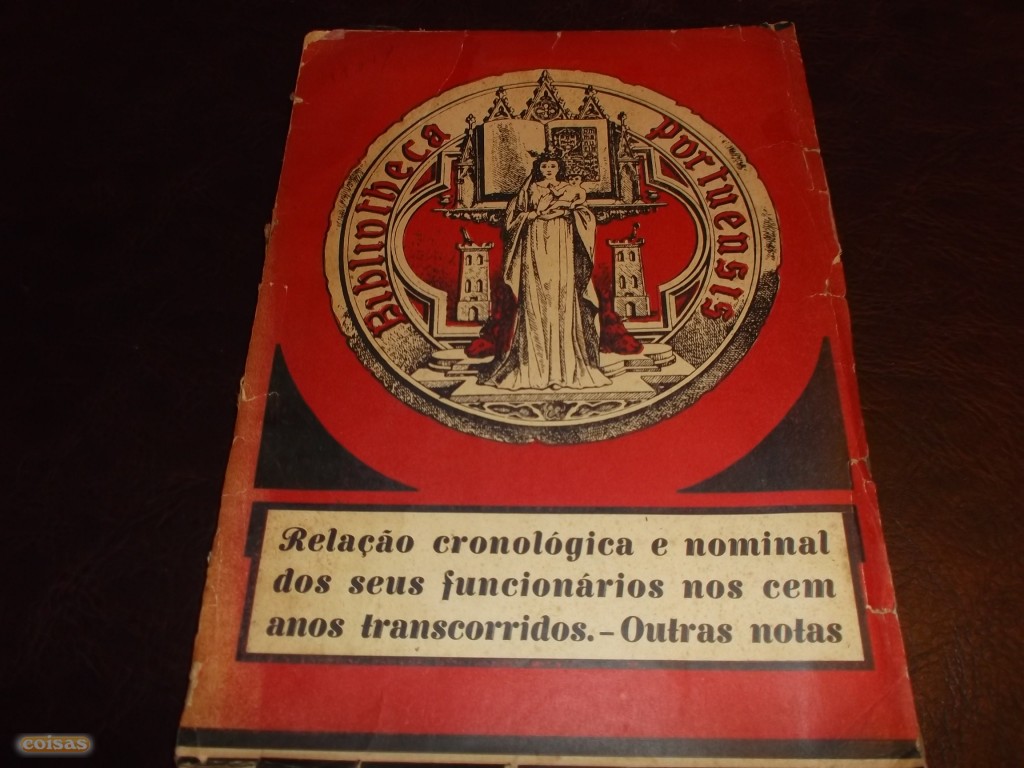 Bibliotheca
portuensis
Relação cronológica e nominal
dos seus funcionários nos cem
anos transcorridos.-Outras notas
coisas